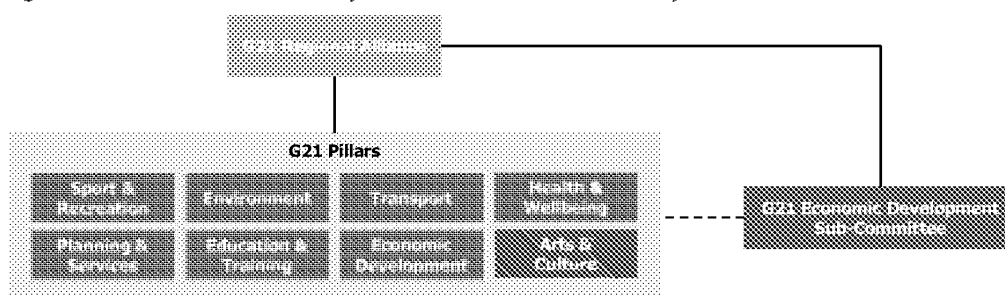 G21 Regional Alliance
G21 Pillars
Sport &
Recreation
Environment
Transport
Health &
Wellbeing
Planning &
Services
Education &
Training
Economic
Development
Arts &
Culture
G21 Economic Development
Sub-Committee